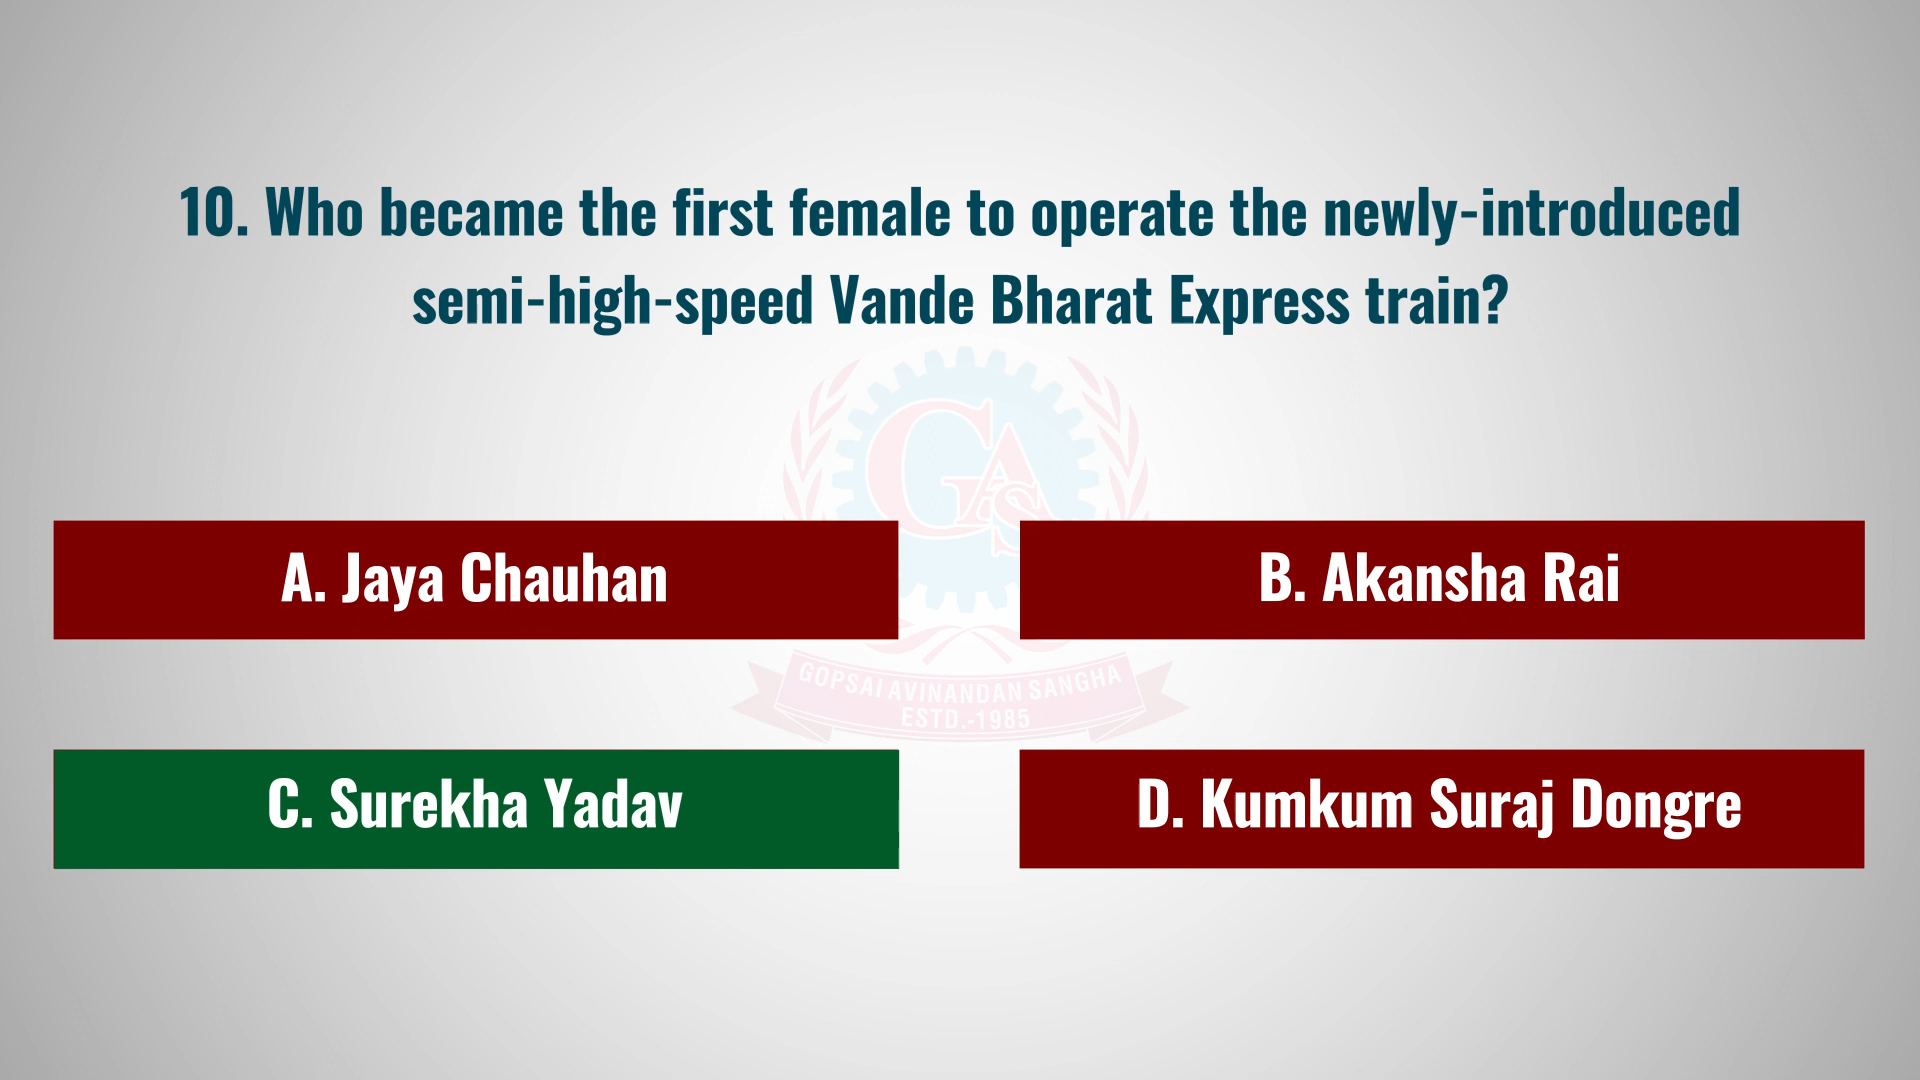 10. Who became the first female to operate the newly-introduced
semi-high-speed Vande Bharat Express train?
GAS
A. Jaya Chauhan
B. Akansha Rai
GOPSAI AVINANDAN SANGHA
ESTD.-1985
C. Surekha Yadav
D. Kumkum Suraj Dongre